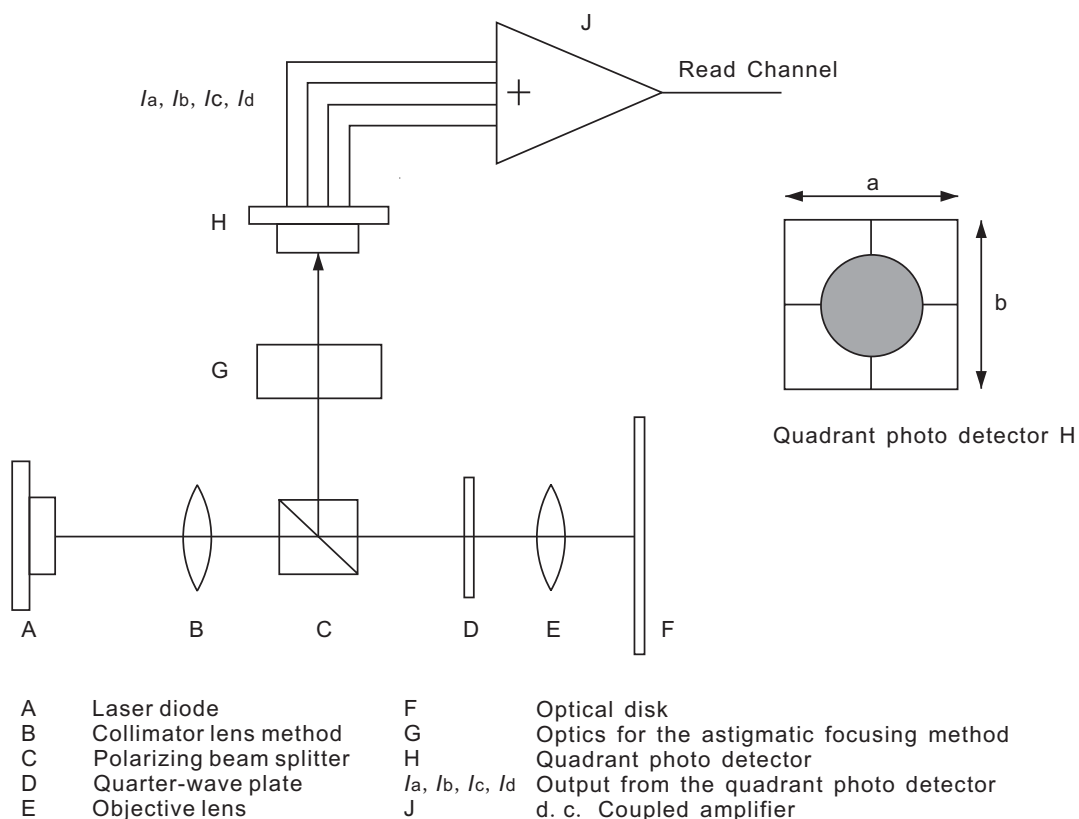 J
Read Channel
Ia, Ib, Ic, Id
+
H
a
b
G
Quadrant photo detector H
A B C D E F
A Laser diode F Optical disk
B Collimator lens method G Optics for the astigmatic focusing method
C Polarizing beam splitter H Quadrant photo detector
D Quarter-wave plate Ia, Ib, Ic, Id Output from the quadrant photo detector
E Objective lens J d. c. Coupled amplifier